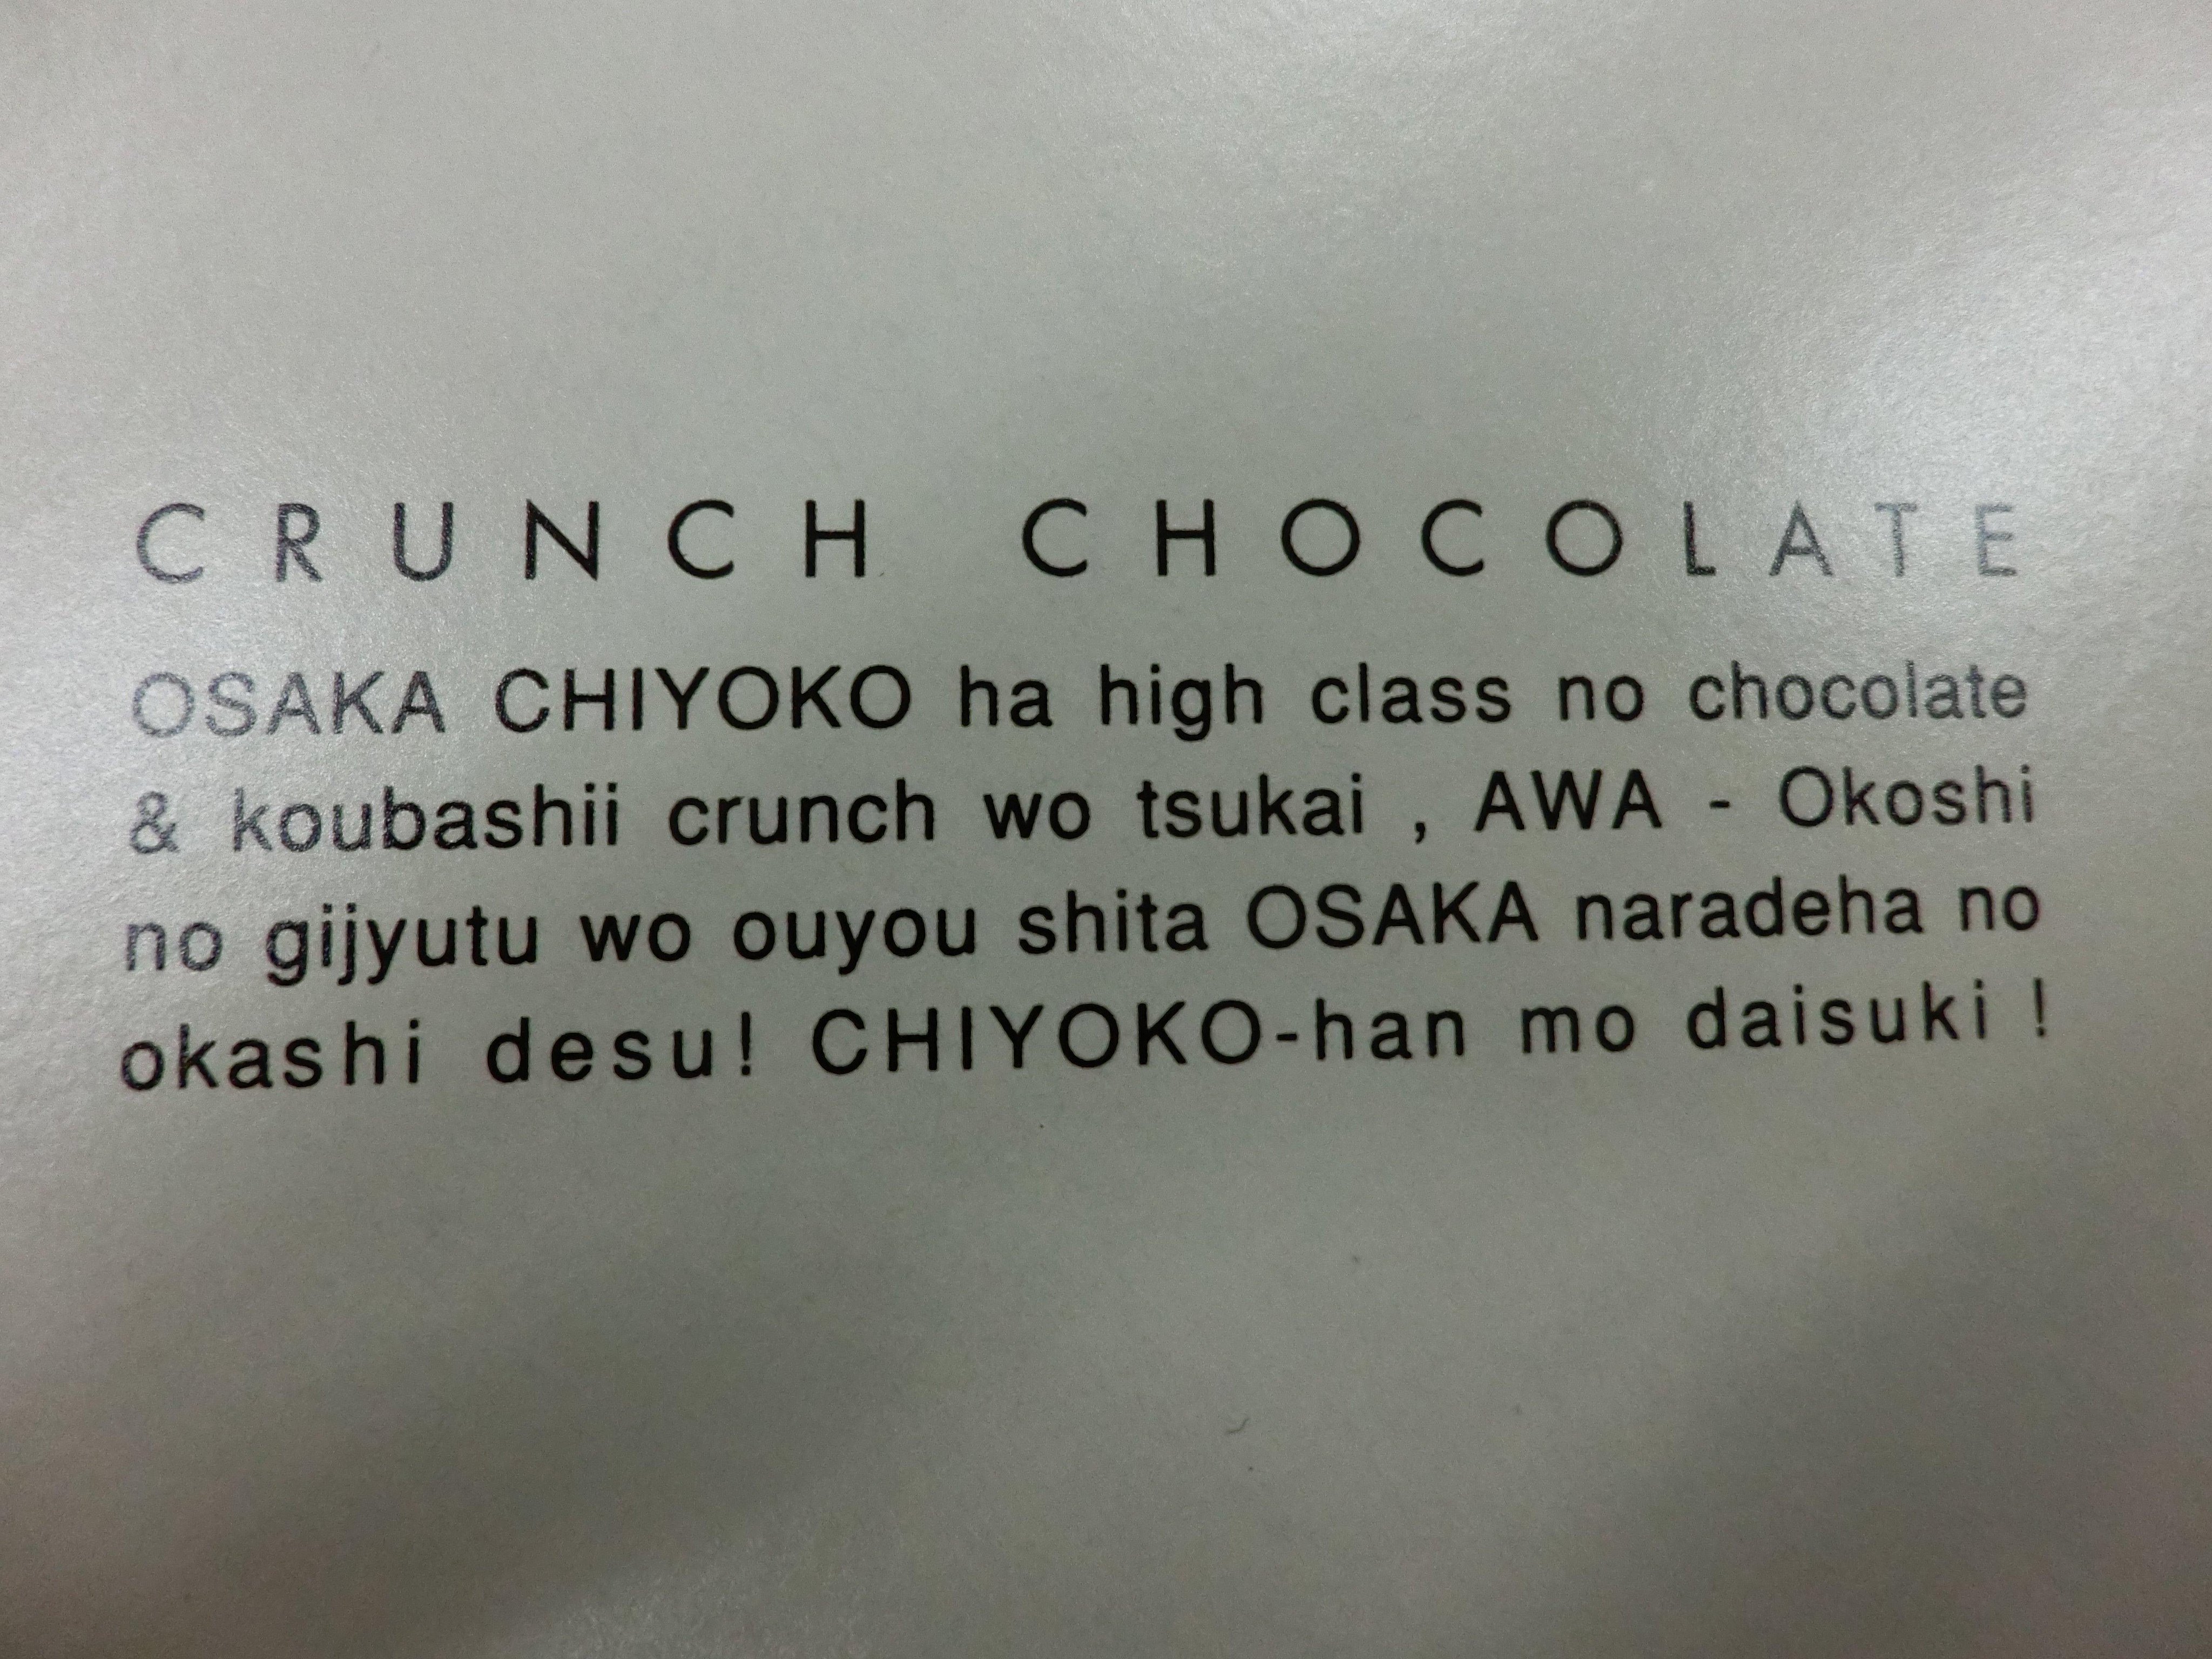 CRUNCH CHOCOLATE
OSAKA CHIYOKO ha high class no chocolate
& koubashii crunch wo tsukai , AWA - Okoshi
no gijyutu wo ouyou shita OSAKA naradeha no
okashi desu! CHIYOKO-han mo daisuki !